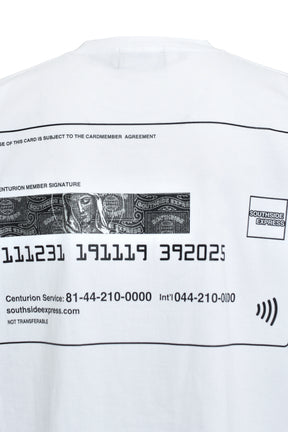 SE OF THIS CARD IS SUBJECT TO THE CARDMEMBER AGREEMENT
CENTURION MEMBER SIGNATURE
SOUTHSIDE
EXPRESS
111231 191119 392025
Centurion Service: 81-44-210-0000 Int'l 044-210-0000
southsideexpress.com
NOT TRANSFERABLE